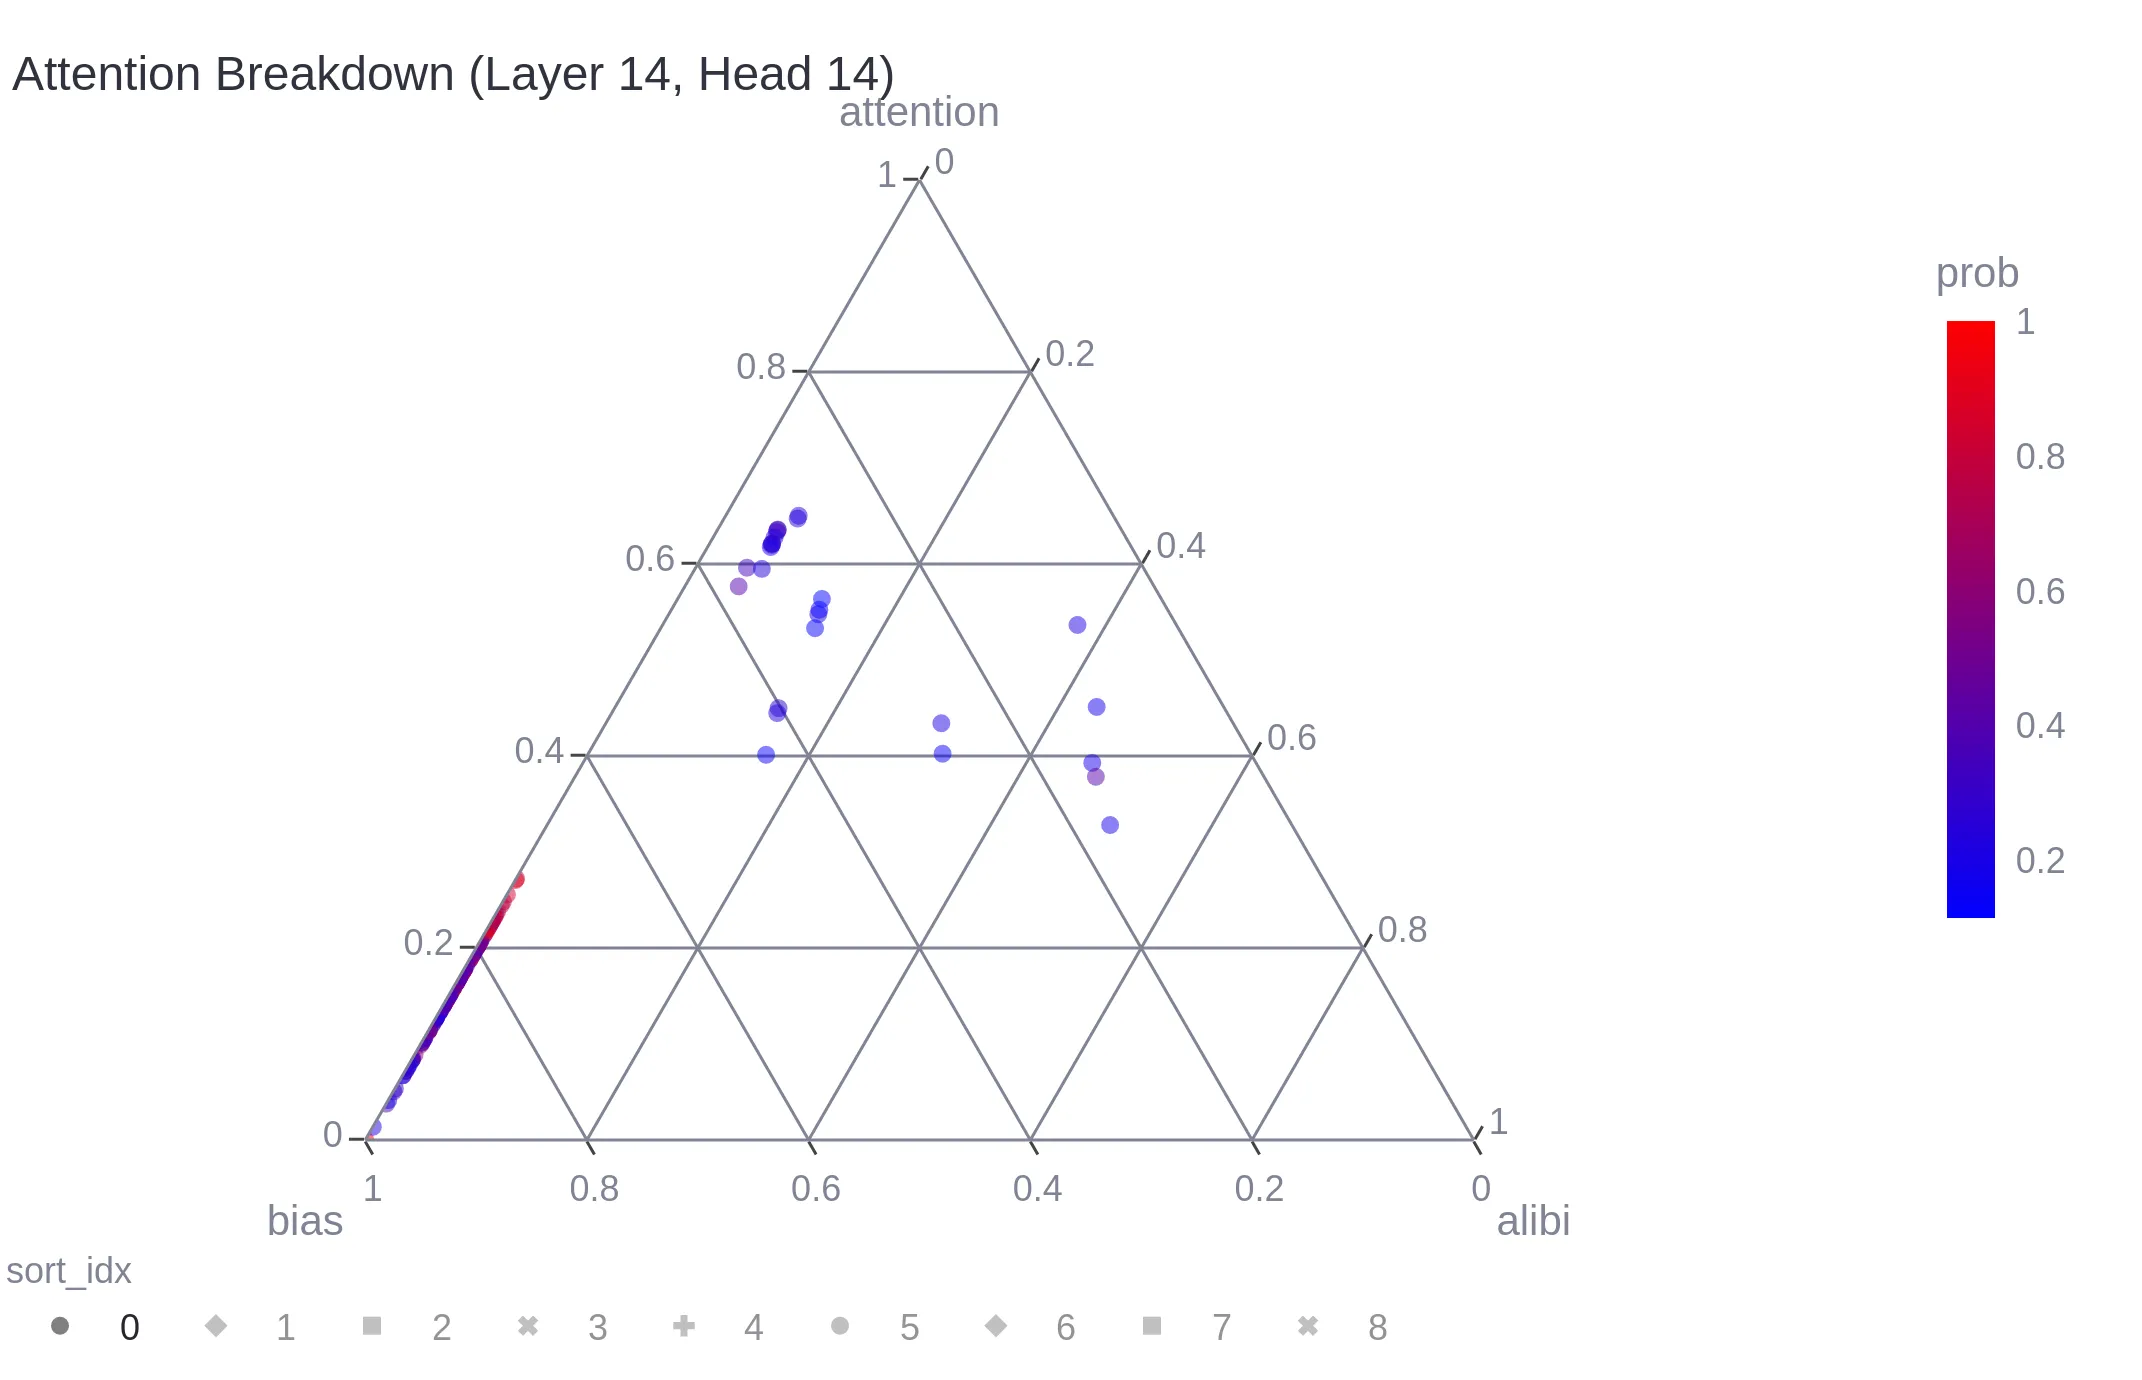 Attention Breakdown (Layer 14, Head 14)
attention
1 0
prob
1
0.8 0.2
0.8
0.6 0.4
0.6
0.4 0.6
0.4
0.2
0.2 0.8
0 1
1 0.8 0.6 0.4 0.2 0
bias alibi
sort_idx
0 1 2 3 4 5 6 7 8